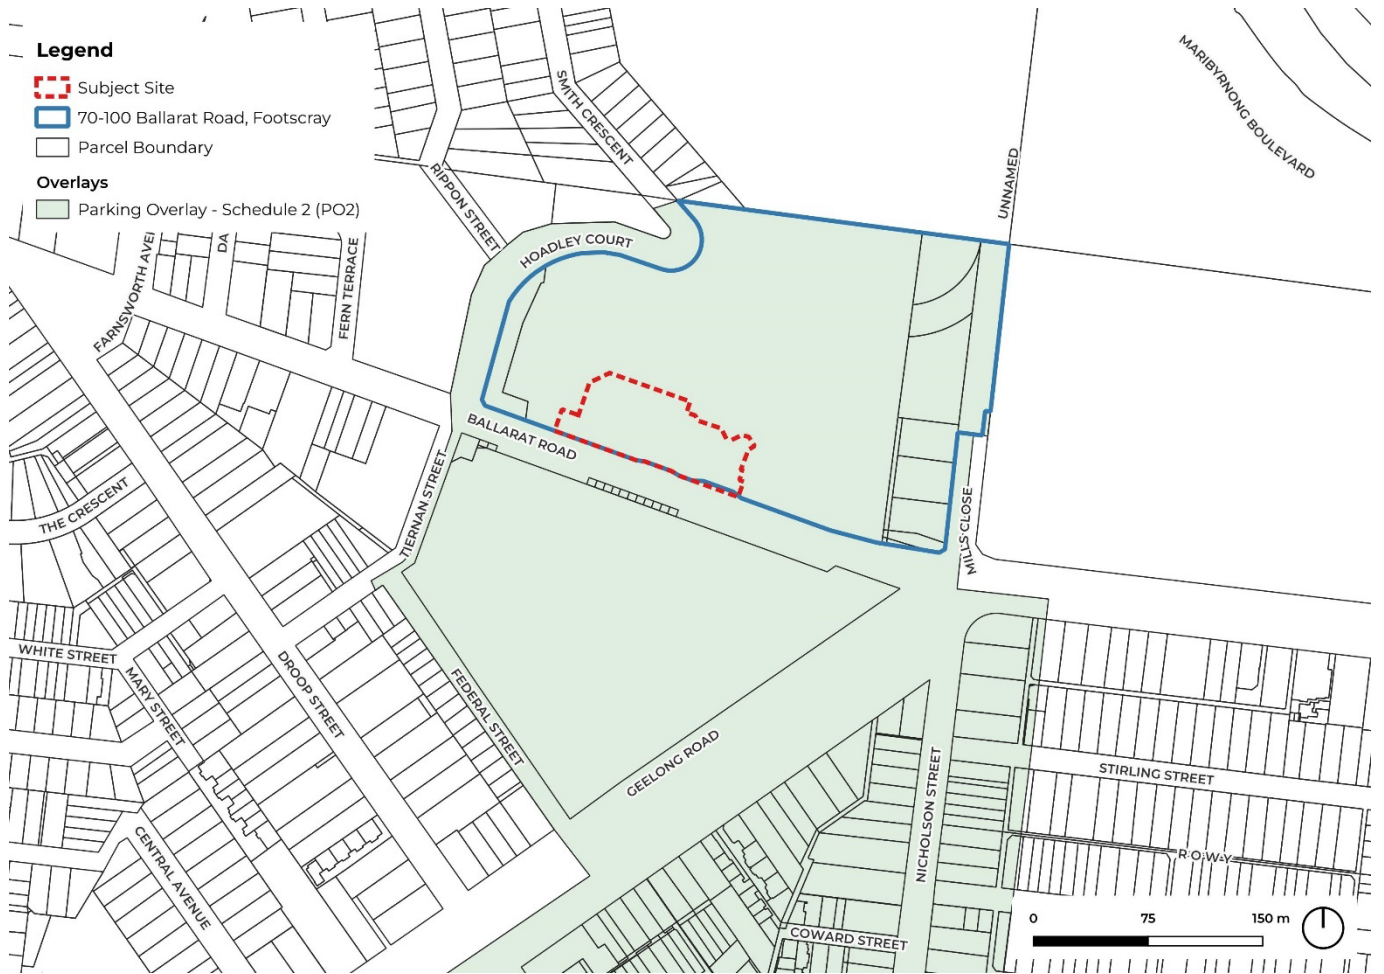 Legend
Subject Site
70-100 Ballarat Road, Footscray
Parcel Boundary
Overlays
Parking Overlay - Schedule 2 (PO2)
SMITH CRESCENT
MARIBYRNONG BOULEVARD
UNNAMED
RIPPON STREET
HOADLEY COURT
DA
FARNSWORTH AVE
FERN TERRACE
BALLARAT ROAD
TIERNAN STREET
THE CRESCENT
MILLS CLOSE
WHITE STREET
MARY STREET
DROOP STREET
FEDERAL STREET
GEELONG ROAD
NICHOLSON STREET
STIRLING STREET
CENTRAL AVENUE
R O W Y
COWARD STREET
0 75 150 m